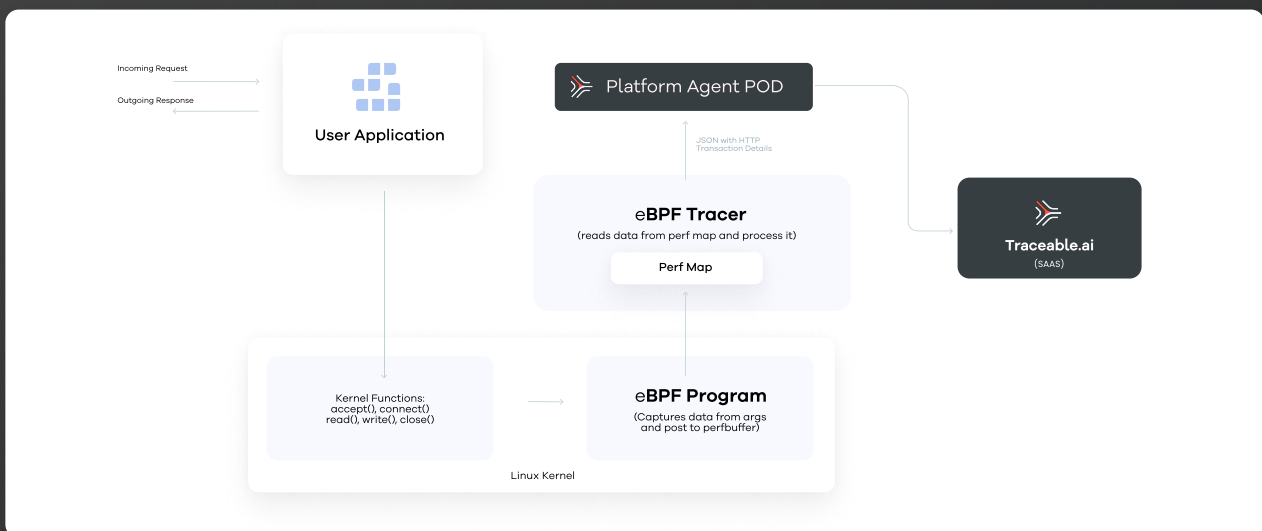 Incoming Request
Outgoing Response
User Application
Platform Agent POD
JSON with HTTP
Transaction Details
eBPF Tracer
(reads data from perf map and process it)
Perf Map
Traceable.ai
(SAAS)
Kernel Functions:
accept(), connect()
read(), write(), close()
eBPF Program
(Captures data from args
and post to perfbuffer)
Linux Kernel